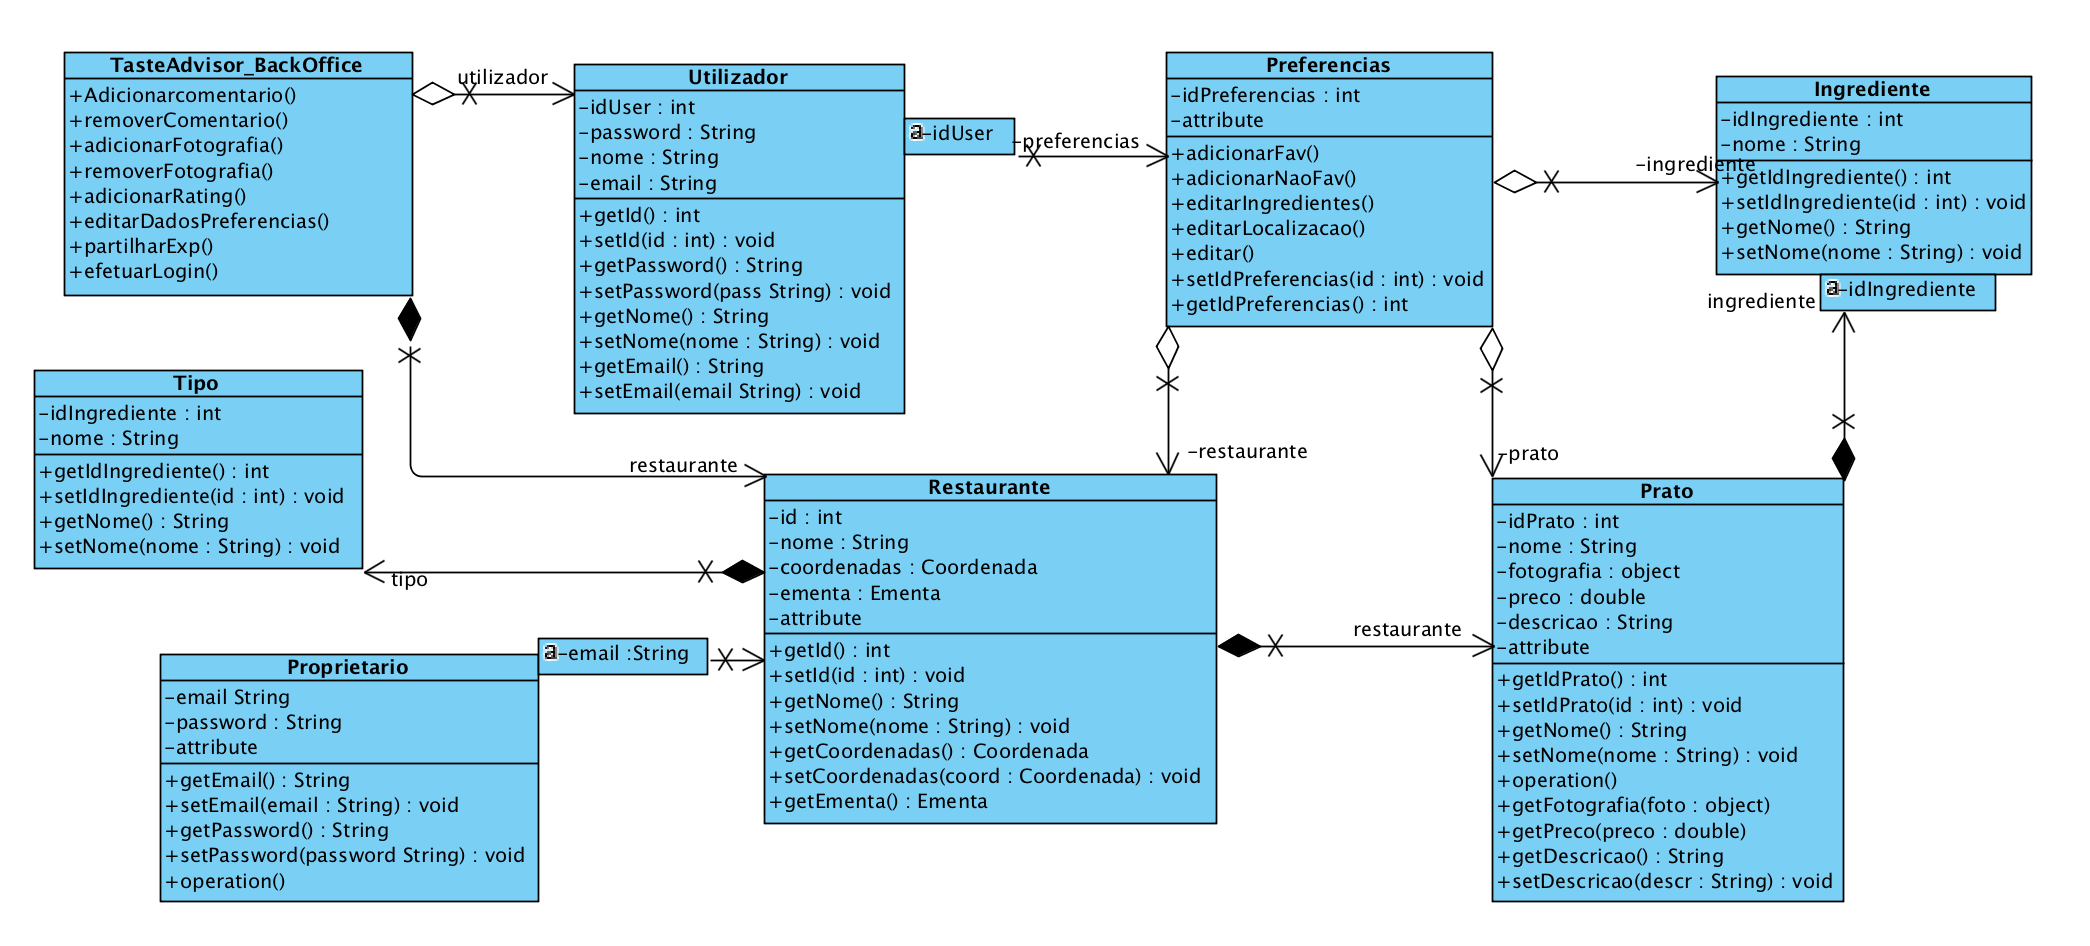 TasteAdvisor_BackOffice
+Adicionarcomentario()
+removerComentario()
+adicionarFotografia()
+removerFotografia()
+adicionarRating()
+editarDadosPreferencias()
+partilharExp()
+efetuarLogin()
utilizador
Utilizador
-idUser : int
-password : String
-nome : String
-email : String
+getId() : int
+setId(id : int) : void
+getPassword() : String
+setPassword(pass String) : void
+getNome() : String
+setNome(nome : String) : void
+getEmail() : String
+setEmail(email String) : void
a-idUser
-preferencias
Preferencias
-idPreferencias : int
-attribute
+adicionarFav()
+adicionarNaoFav()
+editarIngredientes()
+editarLocalizacao()
+editar()
+setIdPreferencias(id : int) : void
+getIdPreferencias() : int
-ingrediente
Ingrediente
-idIngrediente : int
-nome : String
+getIdIngrediente() : int
+setIdIngrediente(id : int) : void
+getNome() : String
+setNome(nome : String) : void
a-idIngrediente
ingrediente
Tipo
-idIngrediente : int
-nome : String
+getIdIngrediente() : int
+setIdIngrediente(id : int) : void
+getNome() : String
+setNome(nome : String) : void
tipo
restaurante
-restaurante
-prato
Restaurante
-id : int
-nome : String
-coordenadas : Coordenada
-ementa : Ementa
-attribute
+getId() : int
+setId(id : int) : void
+getNome() : String
+setNome(nome : String) : void
+getCoordenadas() : Coordenada
+setCoordenadas(coord : Coordenada) : void
+getEmenta() : Ementa
restaurante
Prato
-idPrato : int
-nome : String
-fotografia : object
-preco : double
-descricao : String
-attribute
+getIdPrato() : int
+setIdPrato(id : int) : void
+getNome() : String
+setNome(nome : String) : void
+operation()
+getFotografia(foto : object)
+getPreco(preco : double)
+getDescricao() : String
+setDescricao(descr : String) : void
Proprietario
-email String
-password : String
-attribute
+getEmail() : String
+setEmail(email : String) : void
+getPassword() : String
+setPassword(password String) : void
+operation()
a-email :String